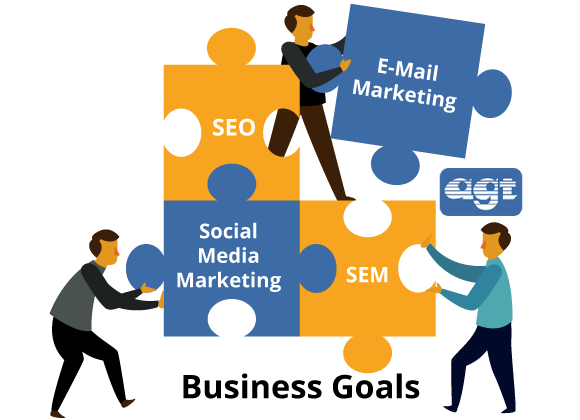 E-Mail
Marketing
SEO
agt
Social
Media
Marketing
SEM
Business Goals